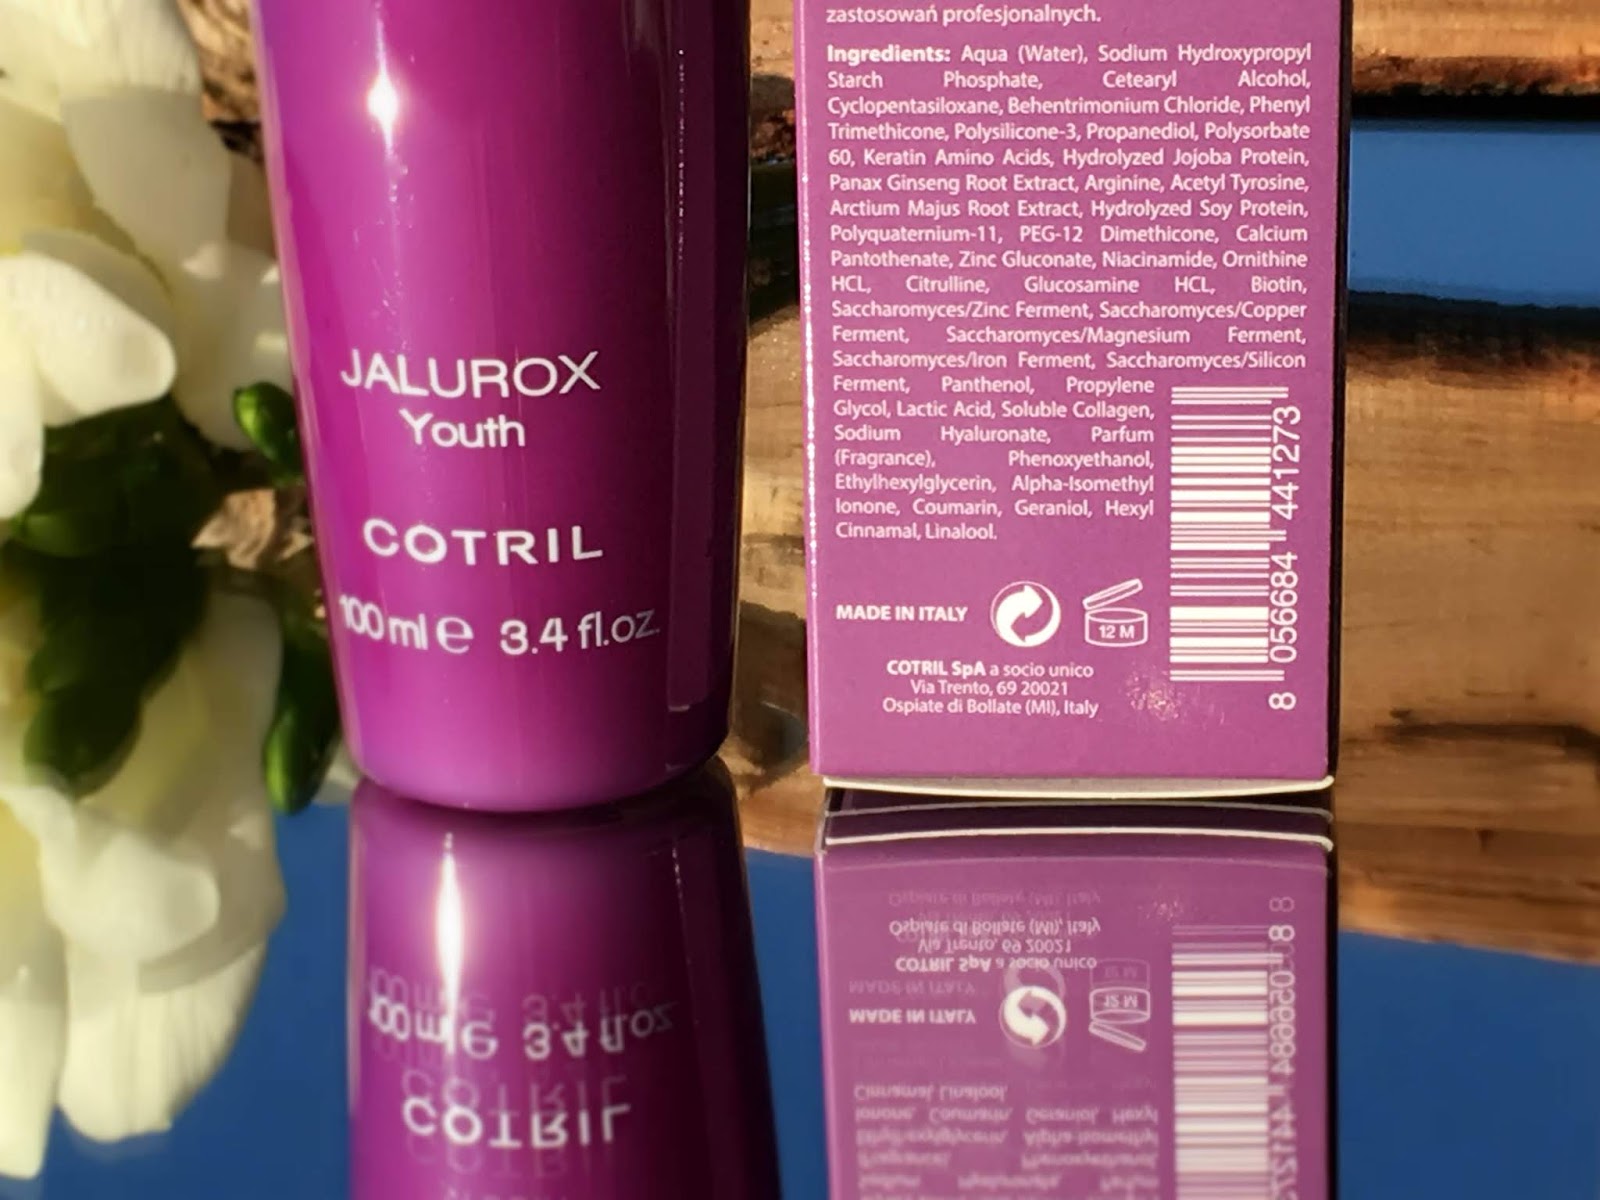 JALUROX
Youth
COTRIL
100 ml e 3.4 fl.oz.
zastosowań profesjonalnych.
Ingredients: Aqua (Water), Sodium Hydroxypropyl
Starch Phosphate, Cetearyl Alcohol,
Cyclopentasiloxane, Behentrimonium Chloride, Phenyl
Trimethicone, Polysilicone-3, Propanediol, Polysorbate
60, Keratin Amino Acids, Hydrolyzed Jojoba Protein,
Panax Ginseng Root Extract, Arginine, Acetyl Tyrosine,
Arctium Majus Root Extract, Hydrolyzed Soy Protein,
Polyquaternium-11, PEG-12 Dimethicone, Calcium
Pantothenate, Zinc Gluconate, Niacinamide, Ornithine
HCL, Citrulline, Glucosamine HCL, Biotin,
Saccharomyces/Zinc Ferment, Saccharomyces/Copper
Ferment, Saccharomyces/Magnesium Ferment,
Saccharomyces/Iron Ferment, Saccharomyces/Silicon
Ferment, Panthenol, Propylene
Glycol, Lactic Acid, Soluble Collagen,
Sodium Hyaluronate, Parfum
(Fragrance), Phenoxyethanol,
Ethylhexylglycerin, Alpha-Isomethyl
Ionone, Coumarin, Geraniol, Hexyl
Cinnamal, Linalool.
MADE IN ITALY
12 M
COTRIL SpA a socio unico
Via Trento, 69 20021
Ospiate di Bollate (MI), Italy
8 056684 441273